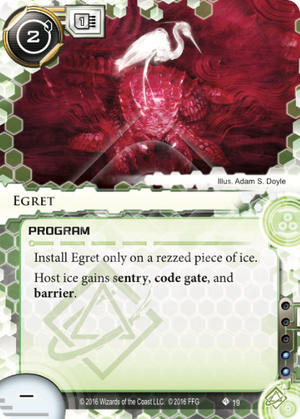 2
1
Illus. Adam S. Doyle
EGRET
PROGRAM
Install Egret only on a rezzed piece of ice.
Host ice gains sentry, code gate, and
barrier.
–
© 2016 Wizards of the Coast LLC. © 2016 FFG
19